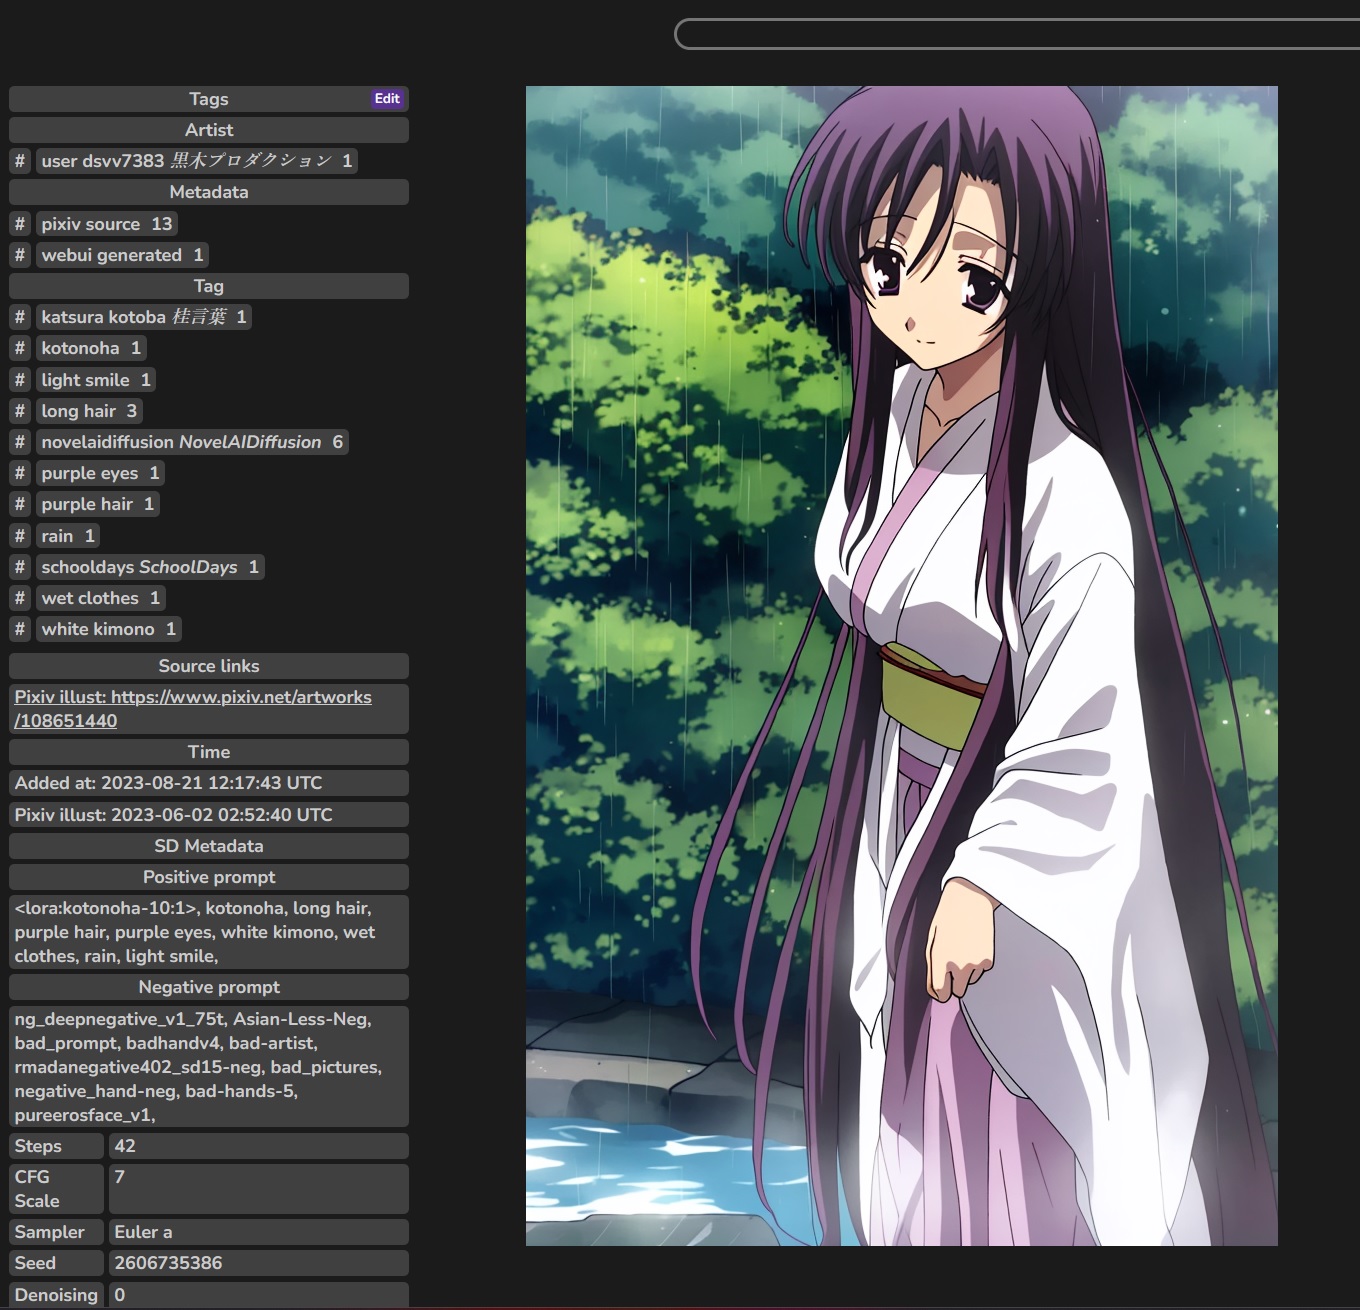 Tags
Edit
Artist
# user dsvv7383 黒木プロダクション 1
Metadata
# pixiv source 13
# webui generated 1
Tag
# katsura kotoba 桂言葉 1
# kotonoha 1
# light smile 1
# long hair 3
# novelaidiffusion NovelAIDiffusion 6
# purple eyes 1
# purple hair 1
# rain 1
# schooldays SchoolDays 1
# wet clothes 1
# white kimono 1
Source links
Pixiv illust: https://www.pixiv.net/artworks
/108651440
Time
Added at: 2023-08-21 12:17:43 UTC
Pixiv illust: 2023-06-02 02:52:40 UTC
SD Metadata
Positive prompt
<lora:kotonoha-10:1>, kotonoha, long hair,
purple hair, purple eyes, white kimono, wet
clothes, rain, light smile,
Negative prompt
ng_deepnegative_v1_75t, Asian-Less-Neg,
bad_prompt, badhandv4, bad-artist,
rmadanegative402_sd15-neg, bad_pictures,
negative_hand-neg, bad-hands-5,
pureerosface_v1,
Steps 42
CFG 7
Scale
Sampler Euler a
Seed 2606735386
Denoising 0